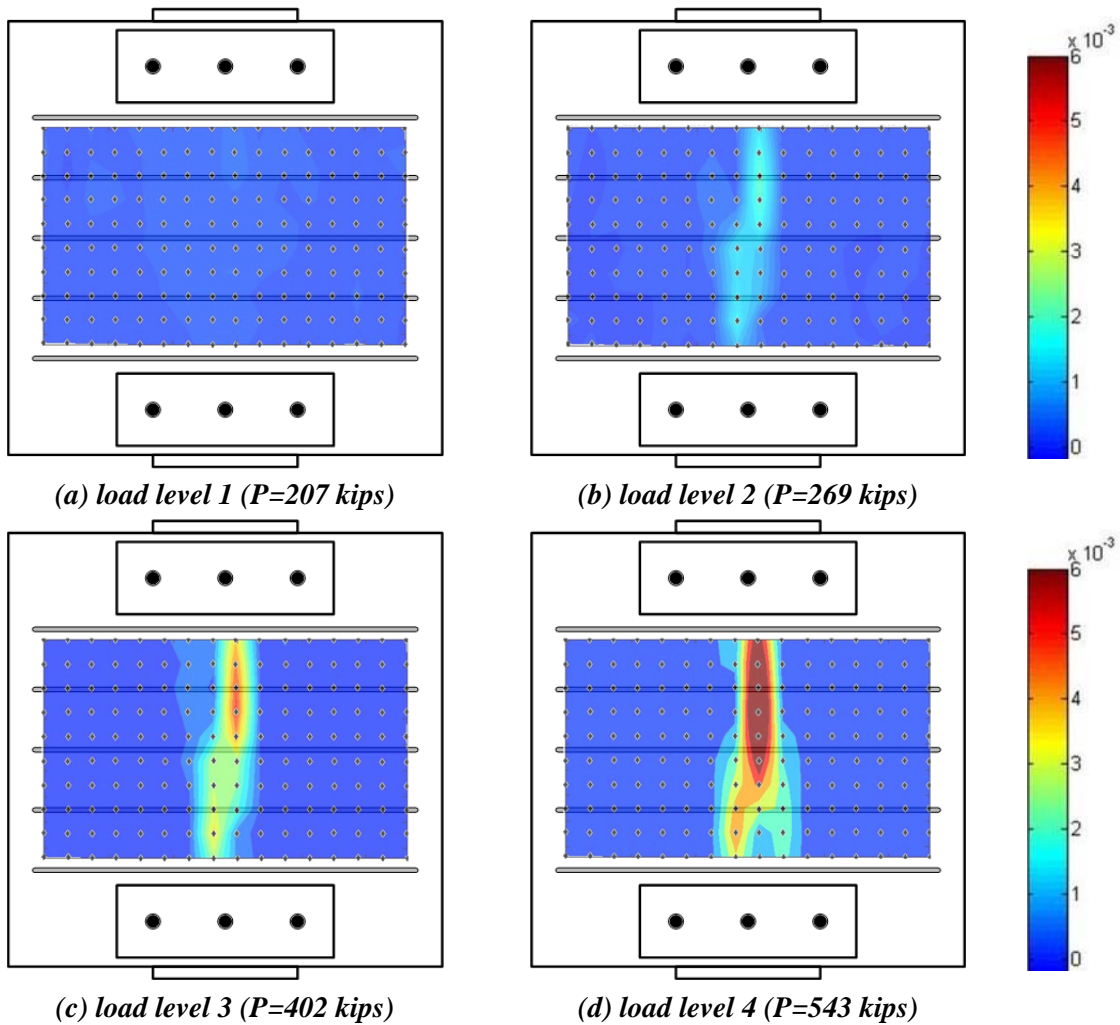 x 10⁻³
6
5
4
3
2
1
0
(a) load level 1 (P=207 kips)
(b) load level 2 (P=269 kips)
x 10⁻³
6
5
4
3
2
1
0
(c) load level 3 (P=402 kips)
(d) load level 4 (P=543 kips)